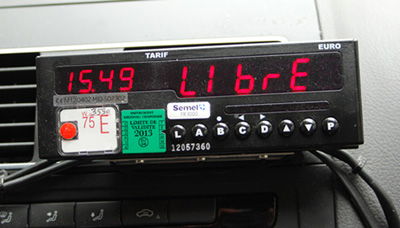 TARIF EURO
15.49 LIbrE
75 E
LIMITE DE
VALIDITE
2013
Semel
L A B C D ▲ ▼ P
12057360